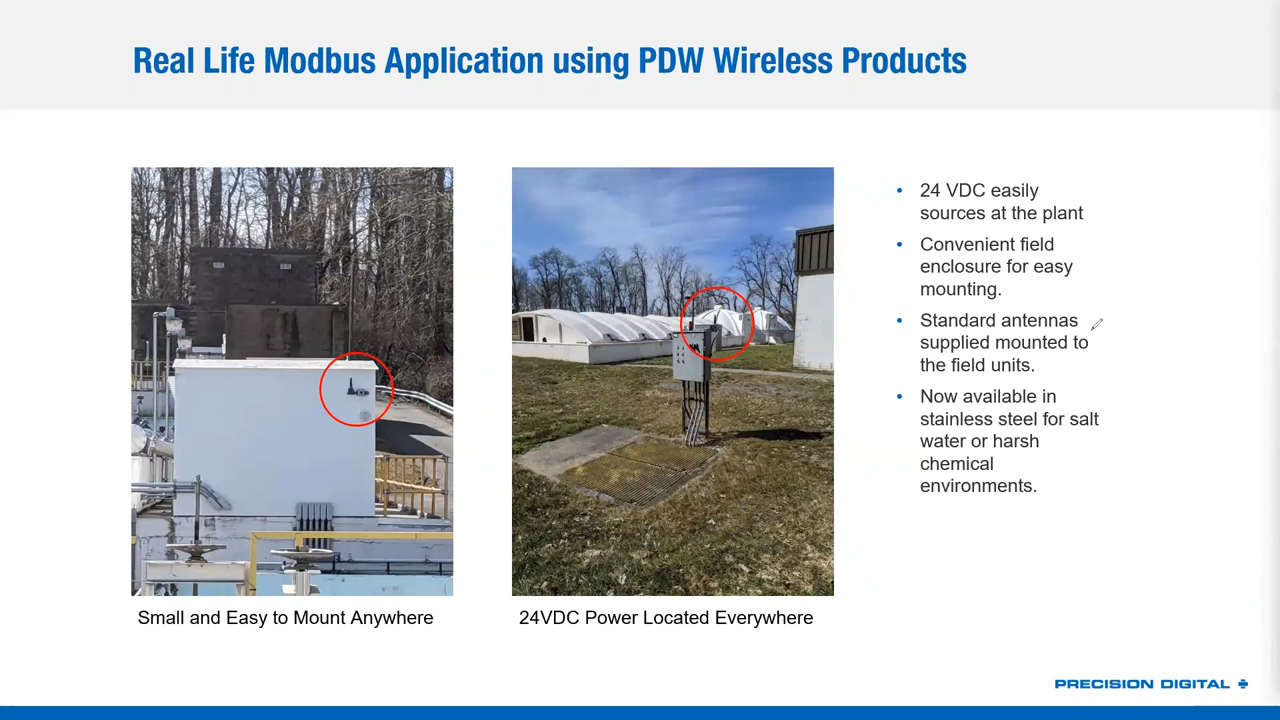 Real Life Modbus Application using PDW Wireless Products
Small and Easy to Mount Anywhere
24VDC Power Located Everywhere
• 24 VDC easily
sources at the plant
• Convenient field
enclosure for easy
mounting.
• Standard antennas
supplied mounted to
the field units.
• Now available in
stainless steel for salt
water or harsh
chemical
environments.
PRECISION DIGITAL